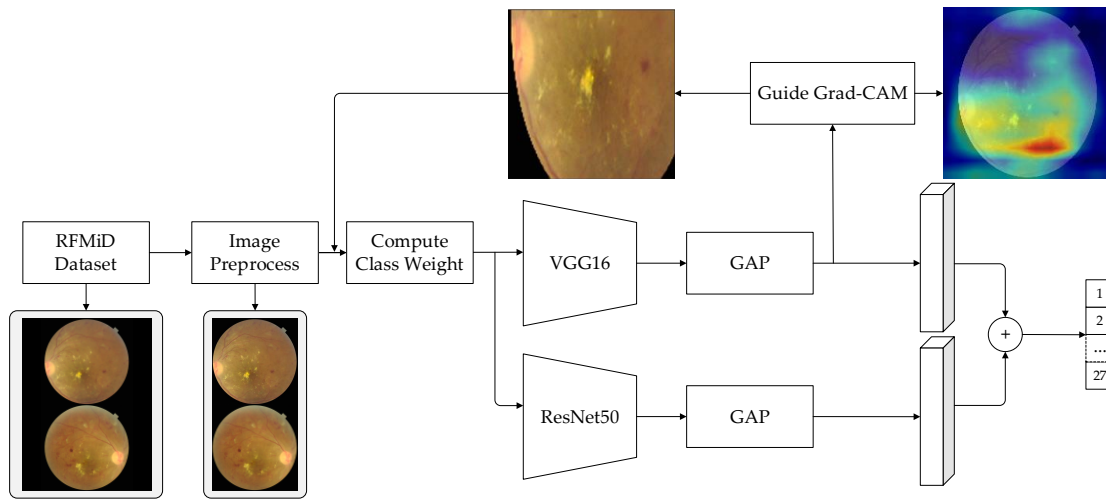 Guide Grad-CAM
RFMiD
Dataset
Image
Preprocess
Compute
Class Weight
VGG16
GAP
ResNet50
GAP
+
1
2
...
27